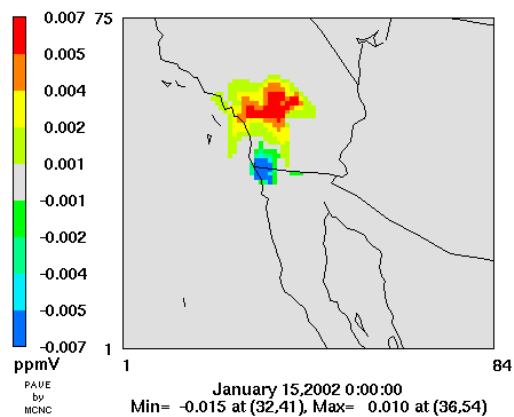 0.007
0.005
0.004
0.002
0.001
-0.001
-0.002
-0.004
-0.005
-0.007
ppmV
PAVE
by
MCNC
75
1
1 84
January 15,2002 0:00:00
Min= -0.015 at (32,41), Max= 0.010 at (36,54)